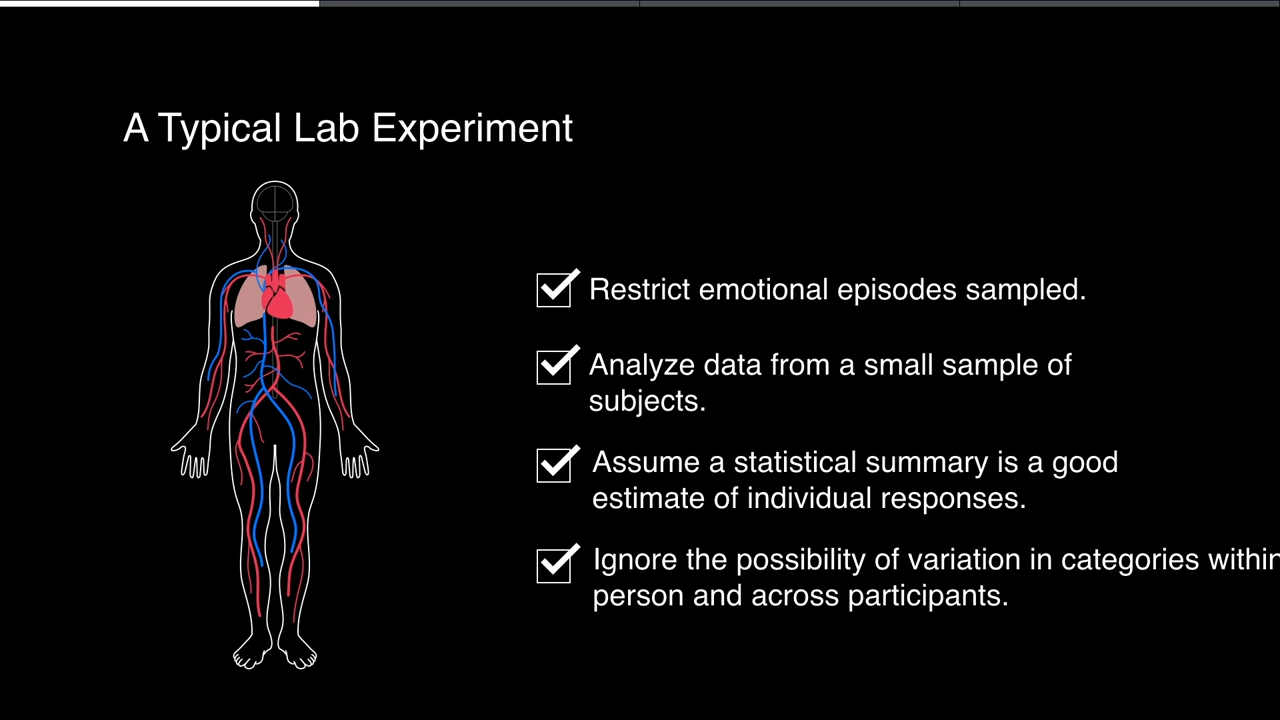 A Typical Lab Experiment
Restrict emotional episodes sampled.
Analyze data from a small sample of
subjects.
Assume a statistical summary is a good
estimate of individual responses.
Ignore the possibility of variation in categories within
person and across participants.